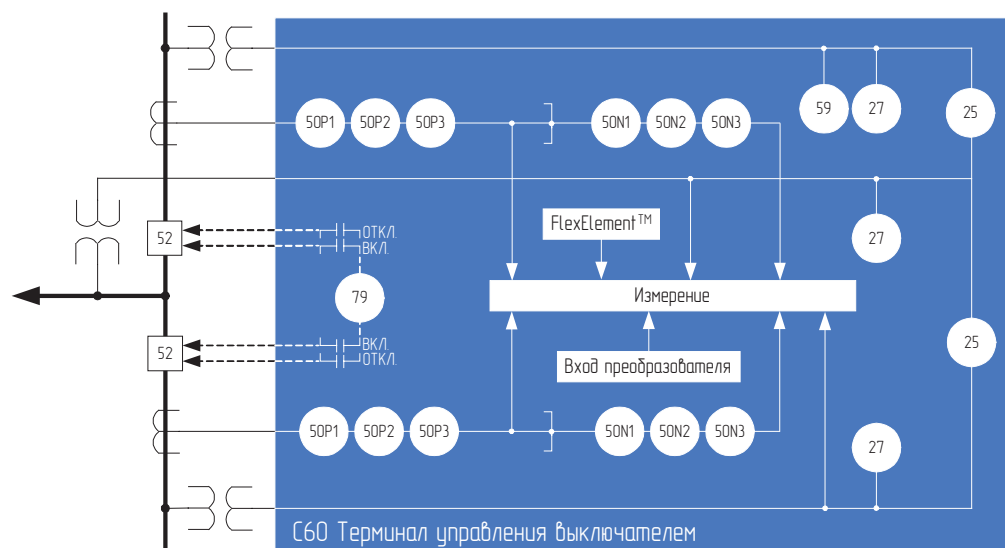 59 27 25
50P1 50P2 50P3 50N1 50N2 50N3
52 ОТКЛ. FlexElement™ 27
ВКЛ.
79 Измерение
52 ВКЛ. 25
ОТКЛ. Вход преобразователя
50P1 50P2 50P3 50N1 50N2 50N3 27
C60 Терминал управления выключателем